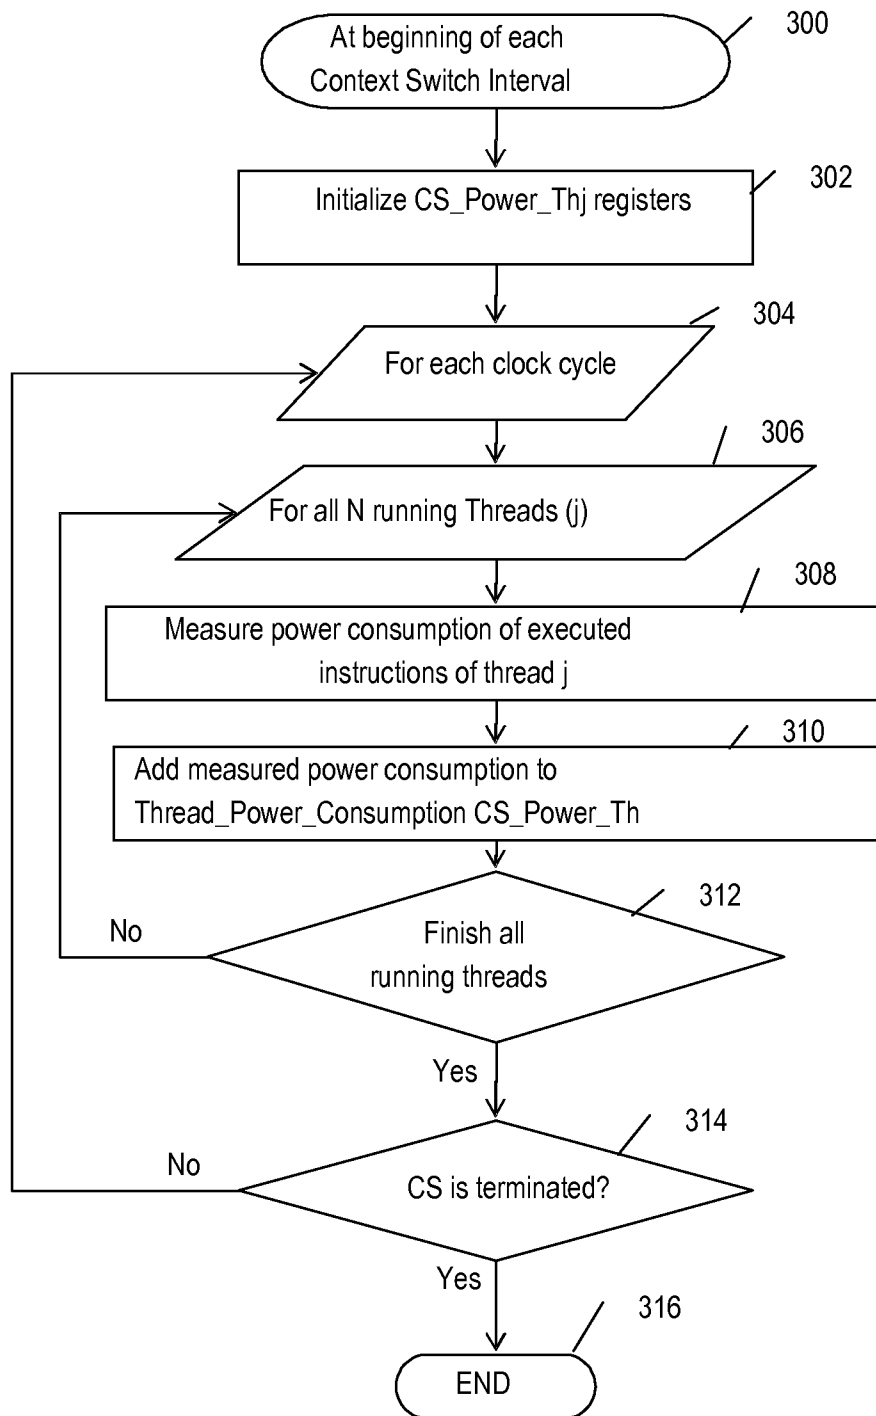 300
At beginning of each
Context Switch Interval
302
Initialize CS_Power_Thj registers
304
For each clock cycle
306
For all N running Threads (j)
308
Measure power consumption of executed
instructions of thread j
310
Add measured power consumption to
Thread_Power_Consumption CS_Power_Th
312
Finish all
running threads
No
Yes
314
CS is terminated?
No
Yes
316
END